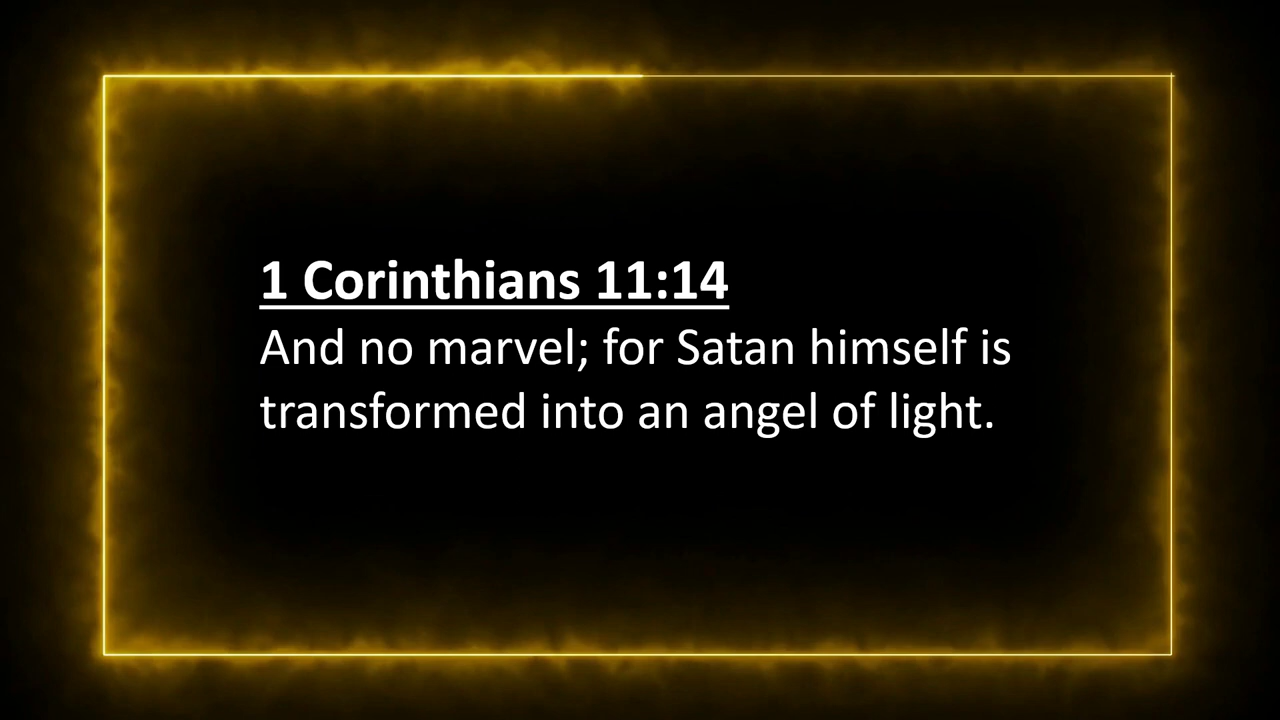 1 Corinthians 11:14
And no marvel; for Satan himself is
transformed into an angel of light.